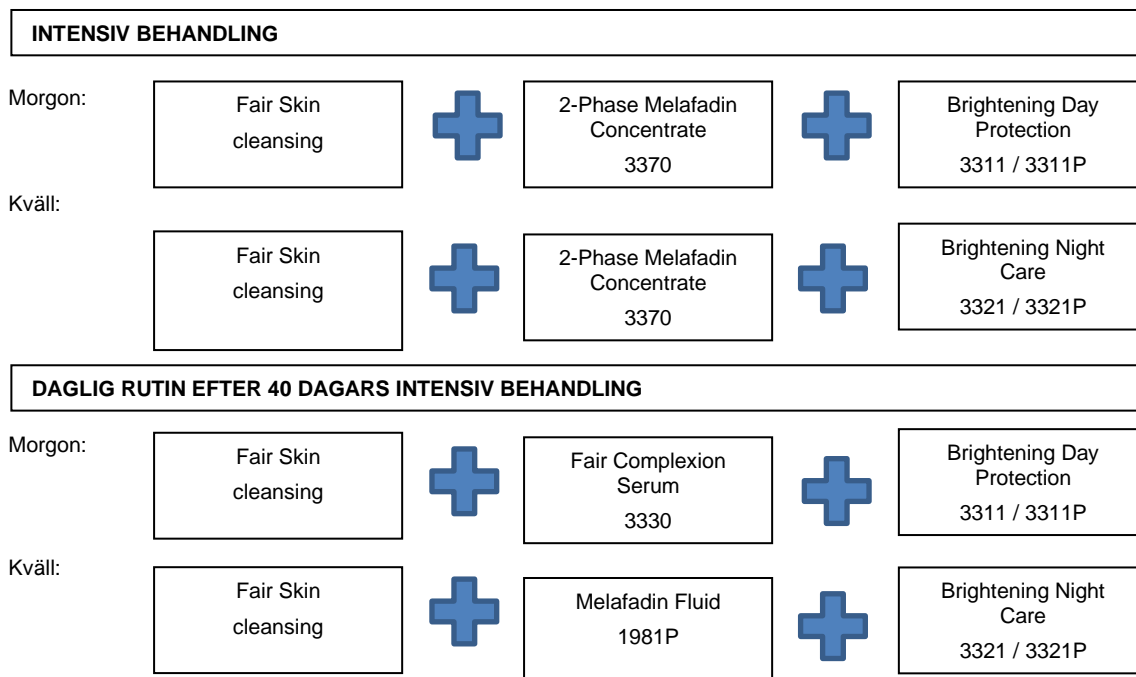 INTENSIV BEHANDLING
Morgon:
Fair Skin
cleansing
2-Phase Melafadin
Concentrate
3370
Brightening Day
Protection
3311 / 3311P
Kväll:
Fair Skin
cleansing
2-Phase Melafadin
Concentrate
3370
Brightening Night
Care
3321 / 3321P
DAGLIG RUTIN EFTER 40 DAGARS INTENSIV BEHANDLING
Morgon:
Fair Skin
cleansing
Fair Complexion
Serum
3330
Brightening Day
Protection
3311 / 3311P
Kväll:
Fair Skin
cleansing
Melafadin Fluid
1981P
Brightening Night
Care
3321 / 3321P